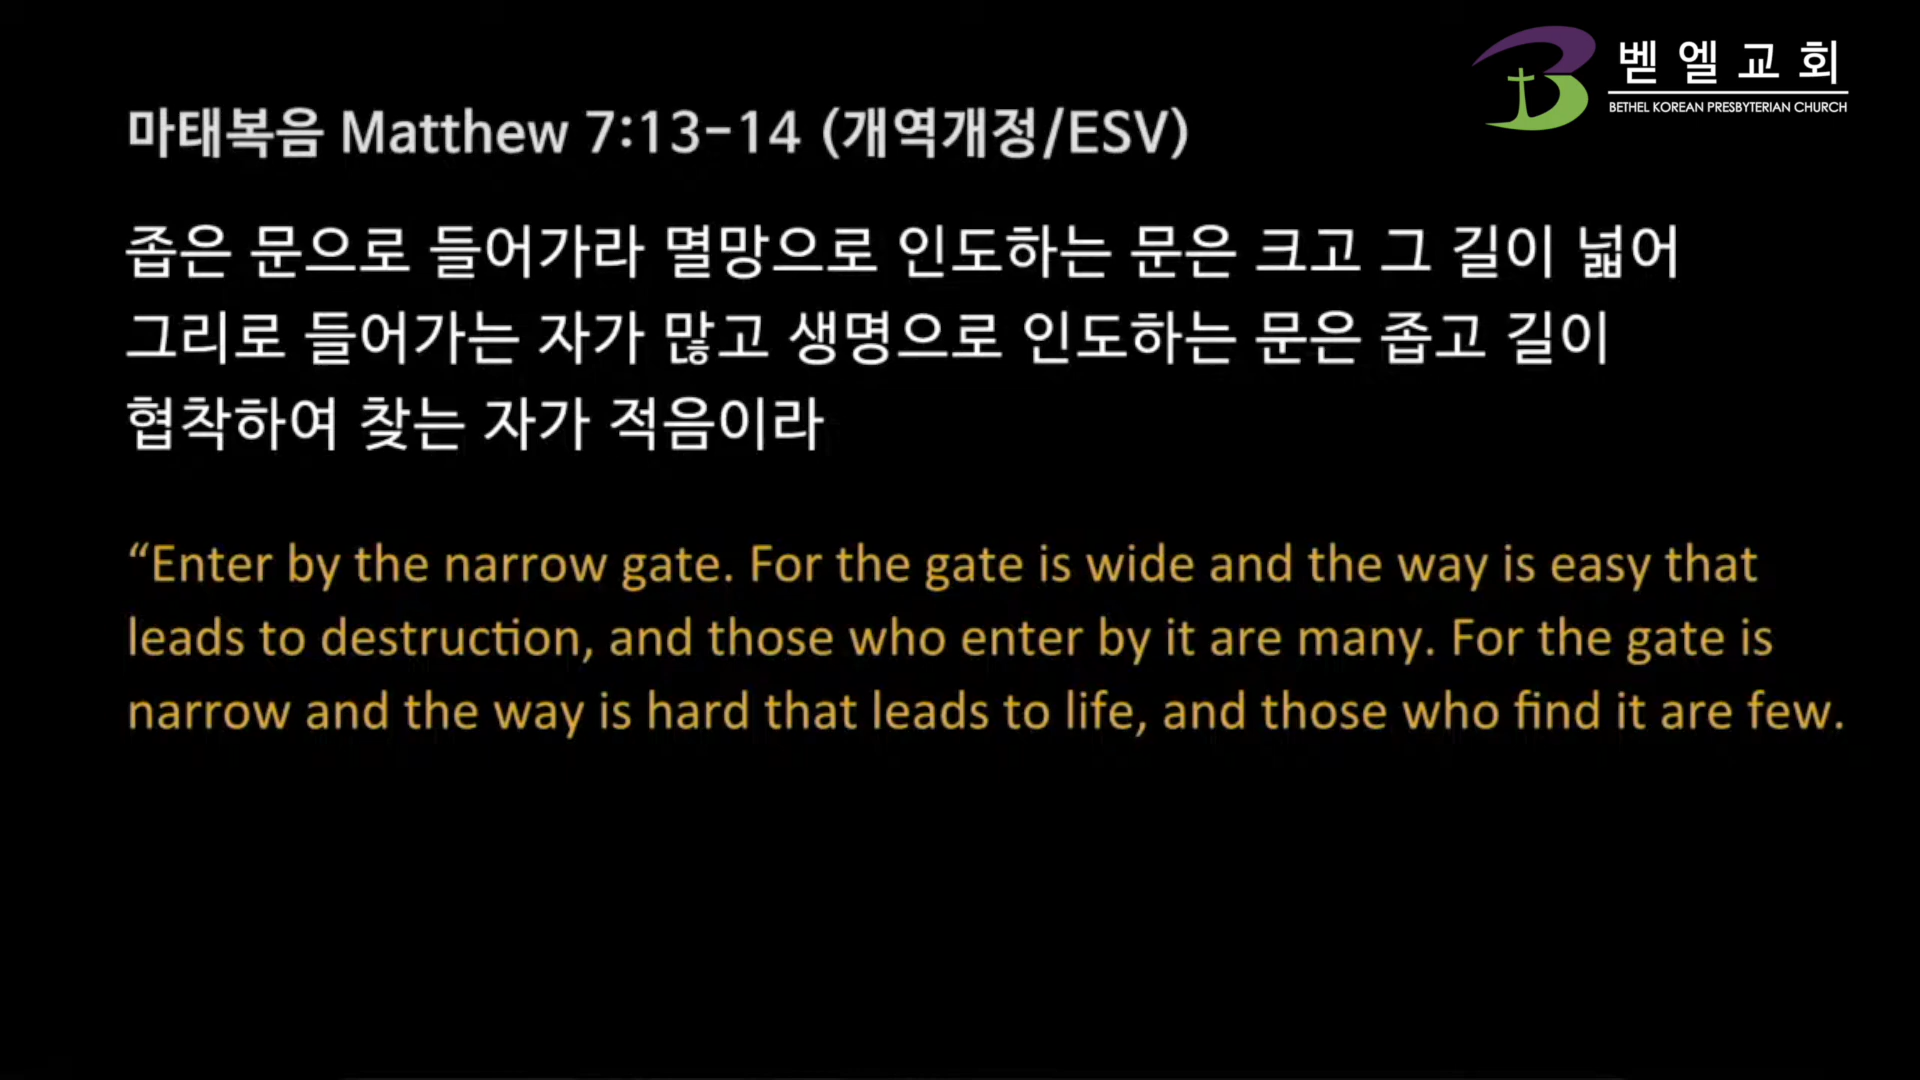 벧엘교회
BETHEL KOREAN PRESBYTERIAN CHURCH
마태복음 Matthew 7:13-14 (개역개정/ESV)
좁은 문으로 들어가라 멸망으로 인도하는 문은 크고 그 길이 넓어
그리로 들어가는 자가 많고 생명으로 인도하는 문은 좁고 길이
협착하여 찾는 자가 적음이라
“Enter by the narrow gate. For the gate is wide and the way is easy that
leads to destruction, and those who enter by it are many. For the gate is
narrow and the way is hard that leads to life, and those who find it are few.